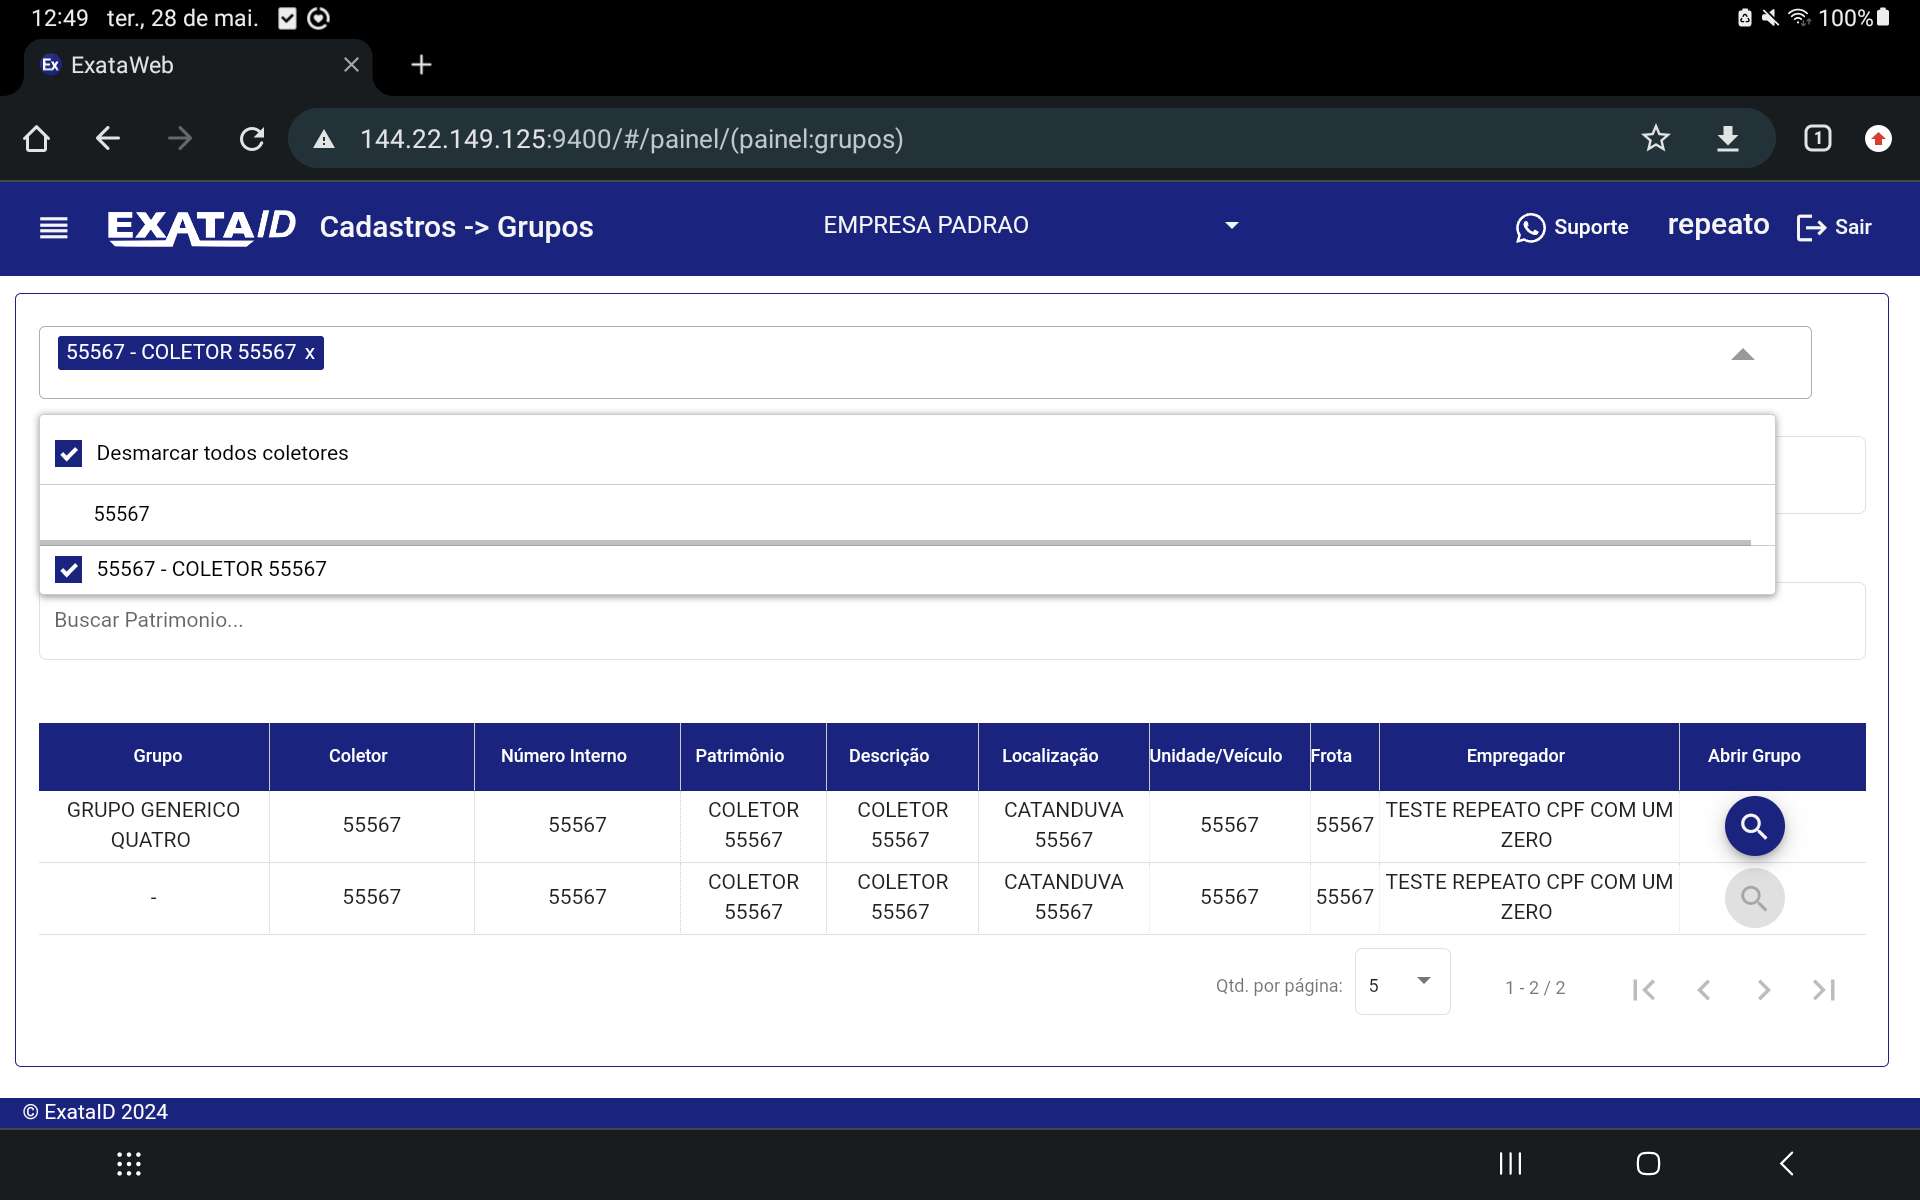 12:49 ter., 28 de mai. 100%
Ex ExataWeb
144.22.149.125:9400/#/painel/(painel:grupos) 1
EXATAID Cadastros -> Grupos EMPRESA PADRAO Suporte repeato Sair
55567 - COLETOR 55567 x
Desmarcar todos coletores
55567
55567 - COLETOR 55567
Buscar Patrimonio...
Grupo Coletor Número Interno Patrimônio Descrição Localização Unidade/Veículo Frota Empregador Abrir Grupo
GRUPO GENERICO QUATRO 55567 55567 COLETOR 55567 COLETOR 55567 CATANDUVA 55567 55567 55567 TESTE REPEATO CPF COM UM ZERO
- 55567 55567 COLETOR 55567 COLETOR 55567 CATANDUVA 55567 55567 55567 TESTE REPEATO CPF COM UM ZERO
Qtd. por página: 5 1 - 2 / 2
© ExataID 2024